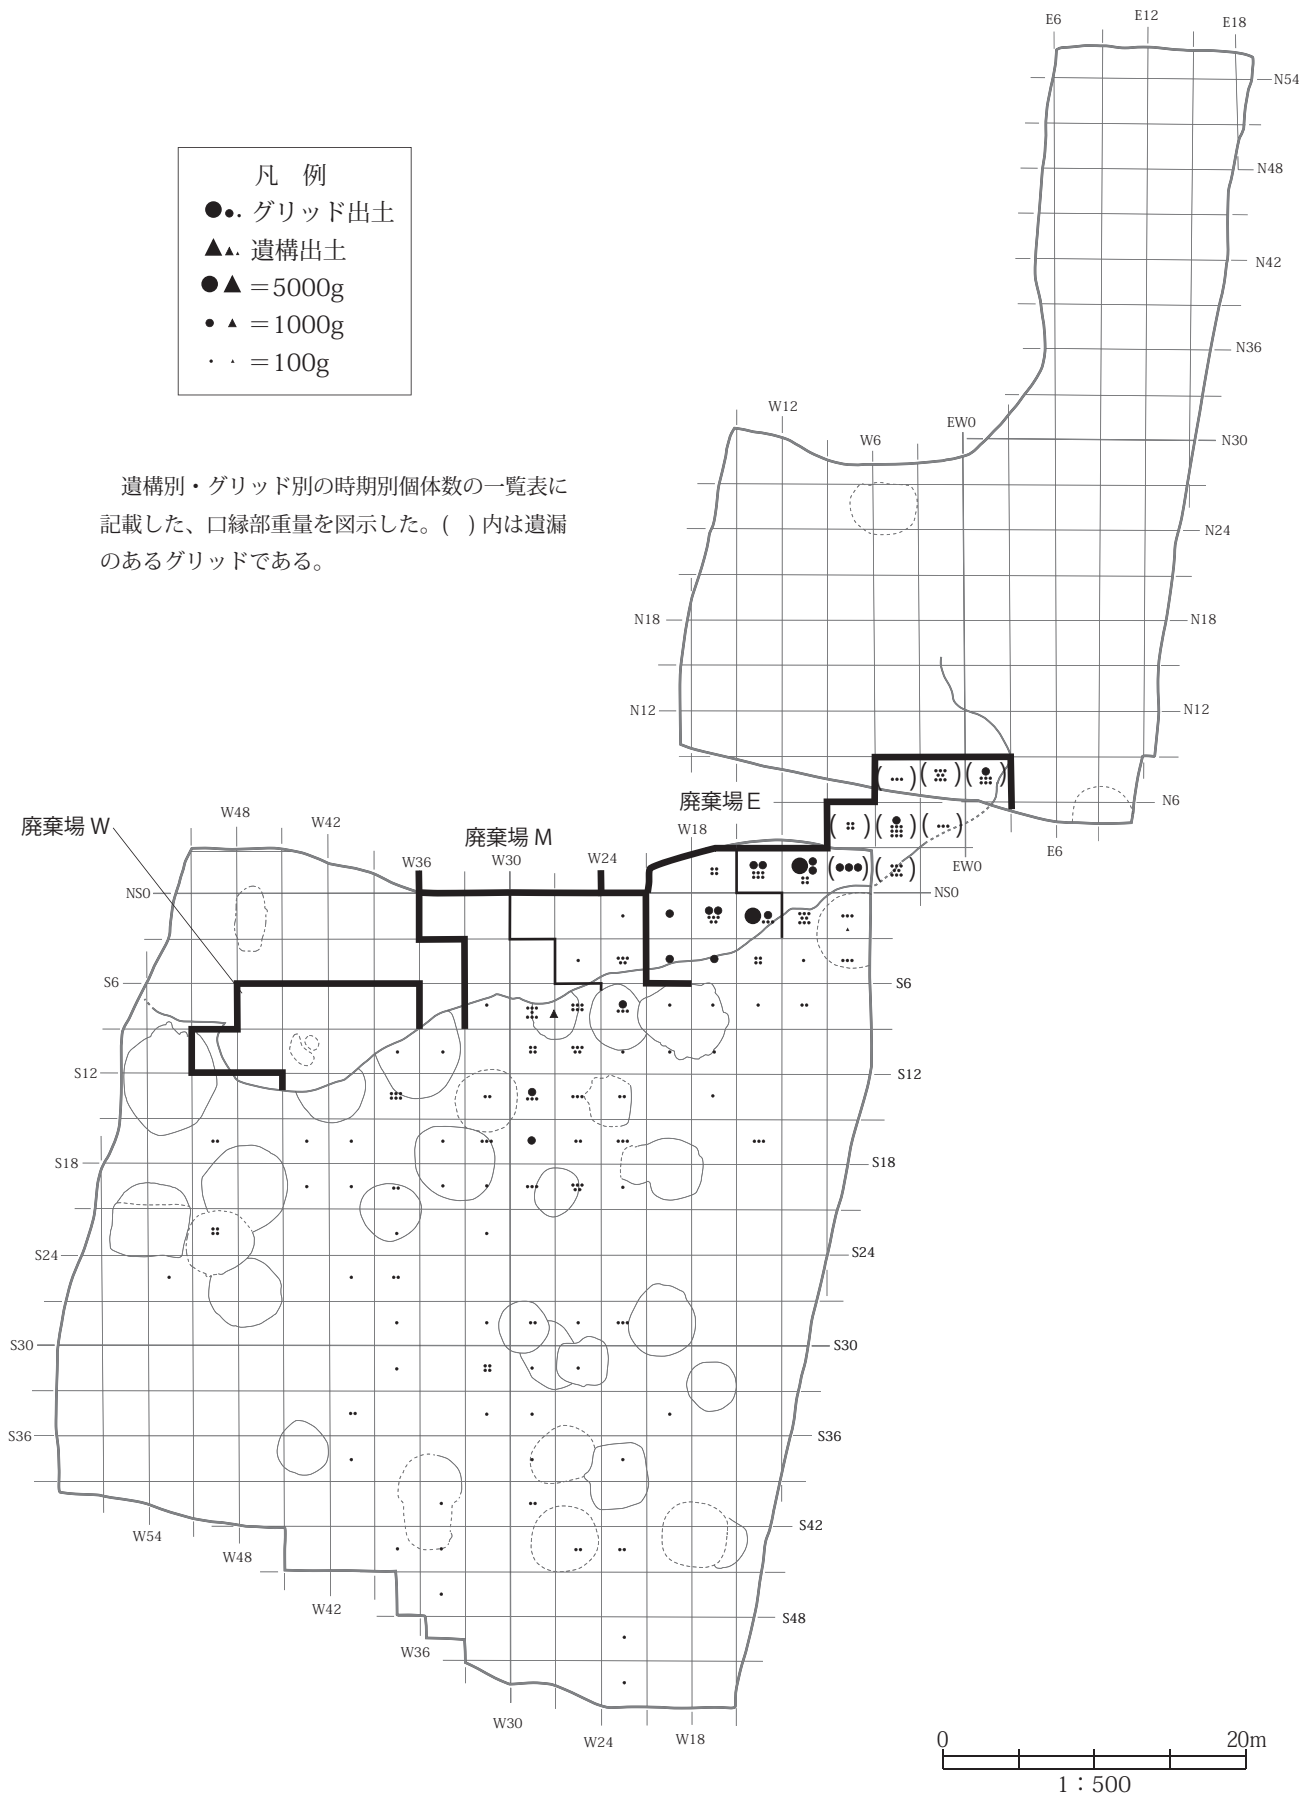 E6
E12
E18
N54
N48
N42
N36
N30
N24
N18
N12
N6
凡 例
グリッド出土
遺構出土
＝5000g
＝1000g
＝100g
遺構別・グリッド別の時期別個体数の一覧表に
記載した、口縁部重量を図示した。( ) 内は遺漏
のあるグリッドである。
W12
W6
EW0
N18
N12
廃棄場 E
廃棄場 W
廃棄場 M
W48
W42
W36
W30
W24
W18
EW0
E6
NS0
NS0
S6
S6
S12
S12
S18
S18
S24
S24
S30
S30
S36
S36
S42
S48
W54
W48
W42
W36
W30
W24
W18
0
20m
1：500